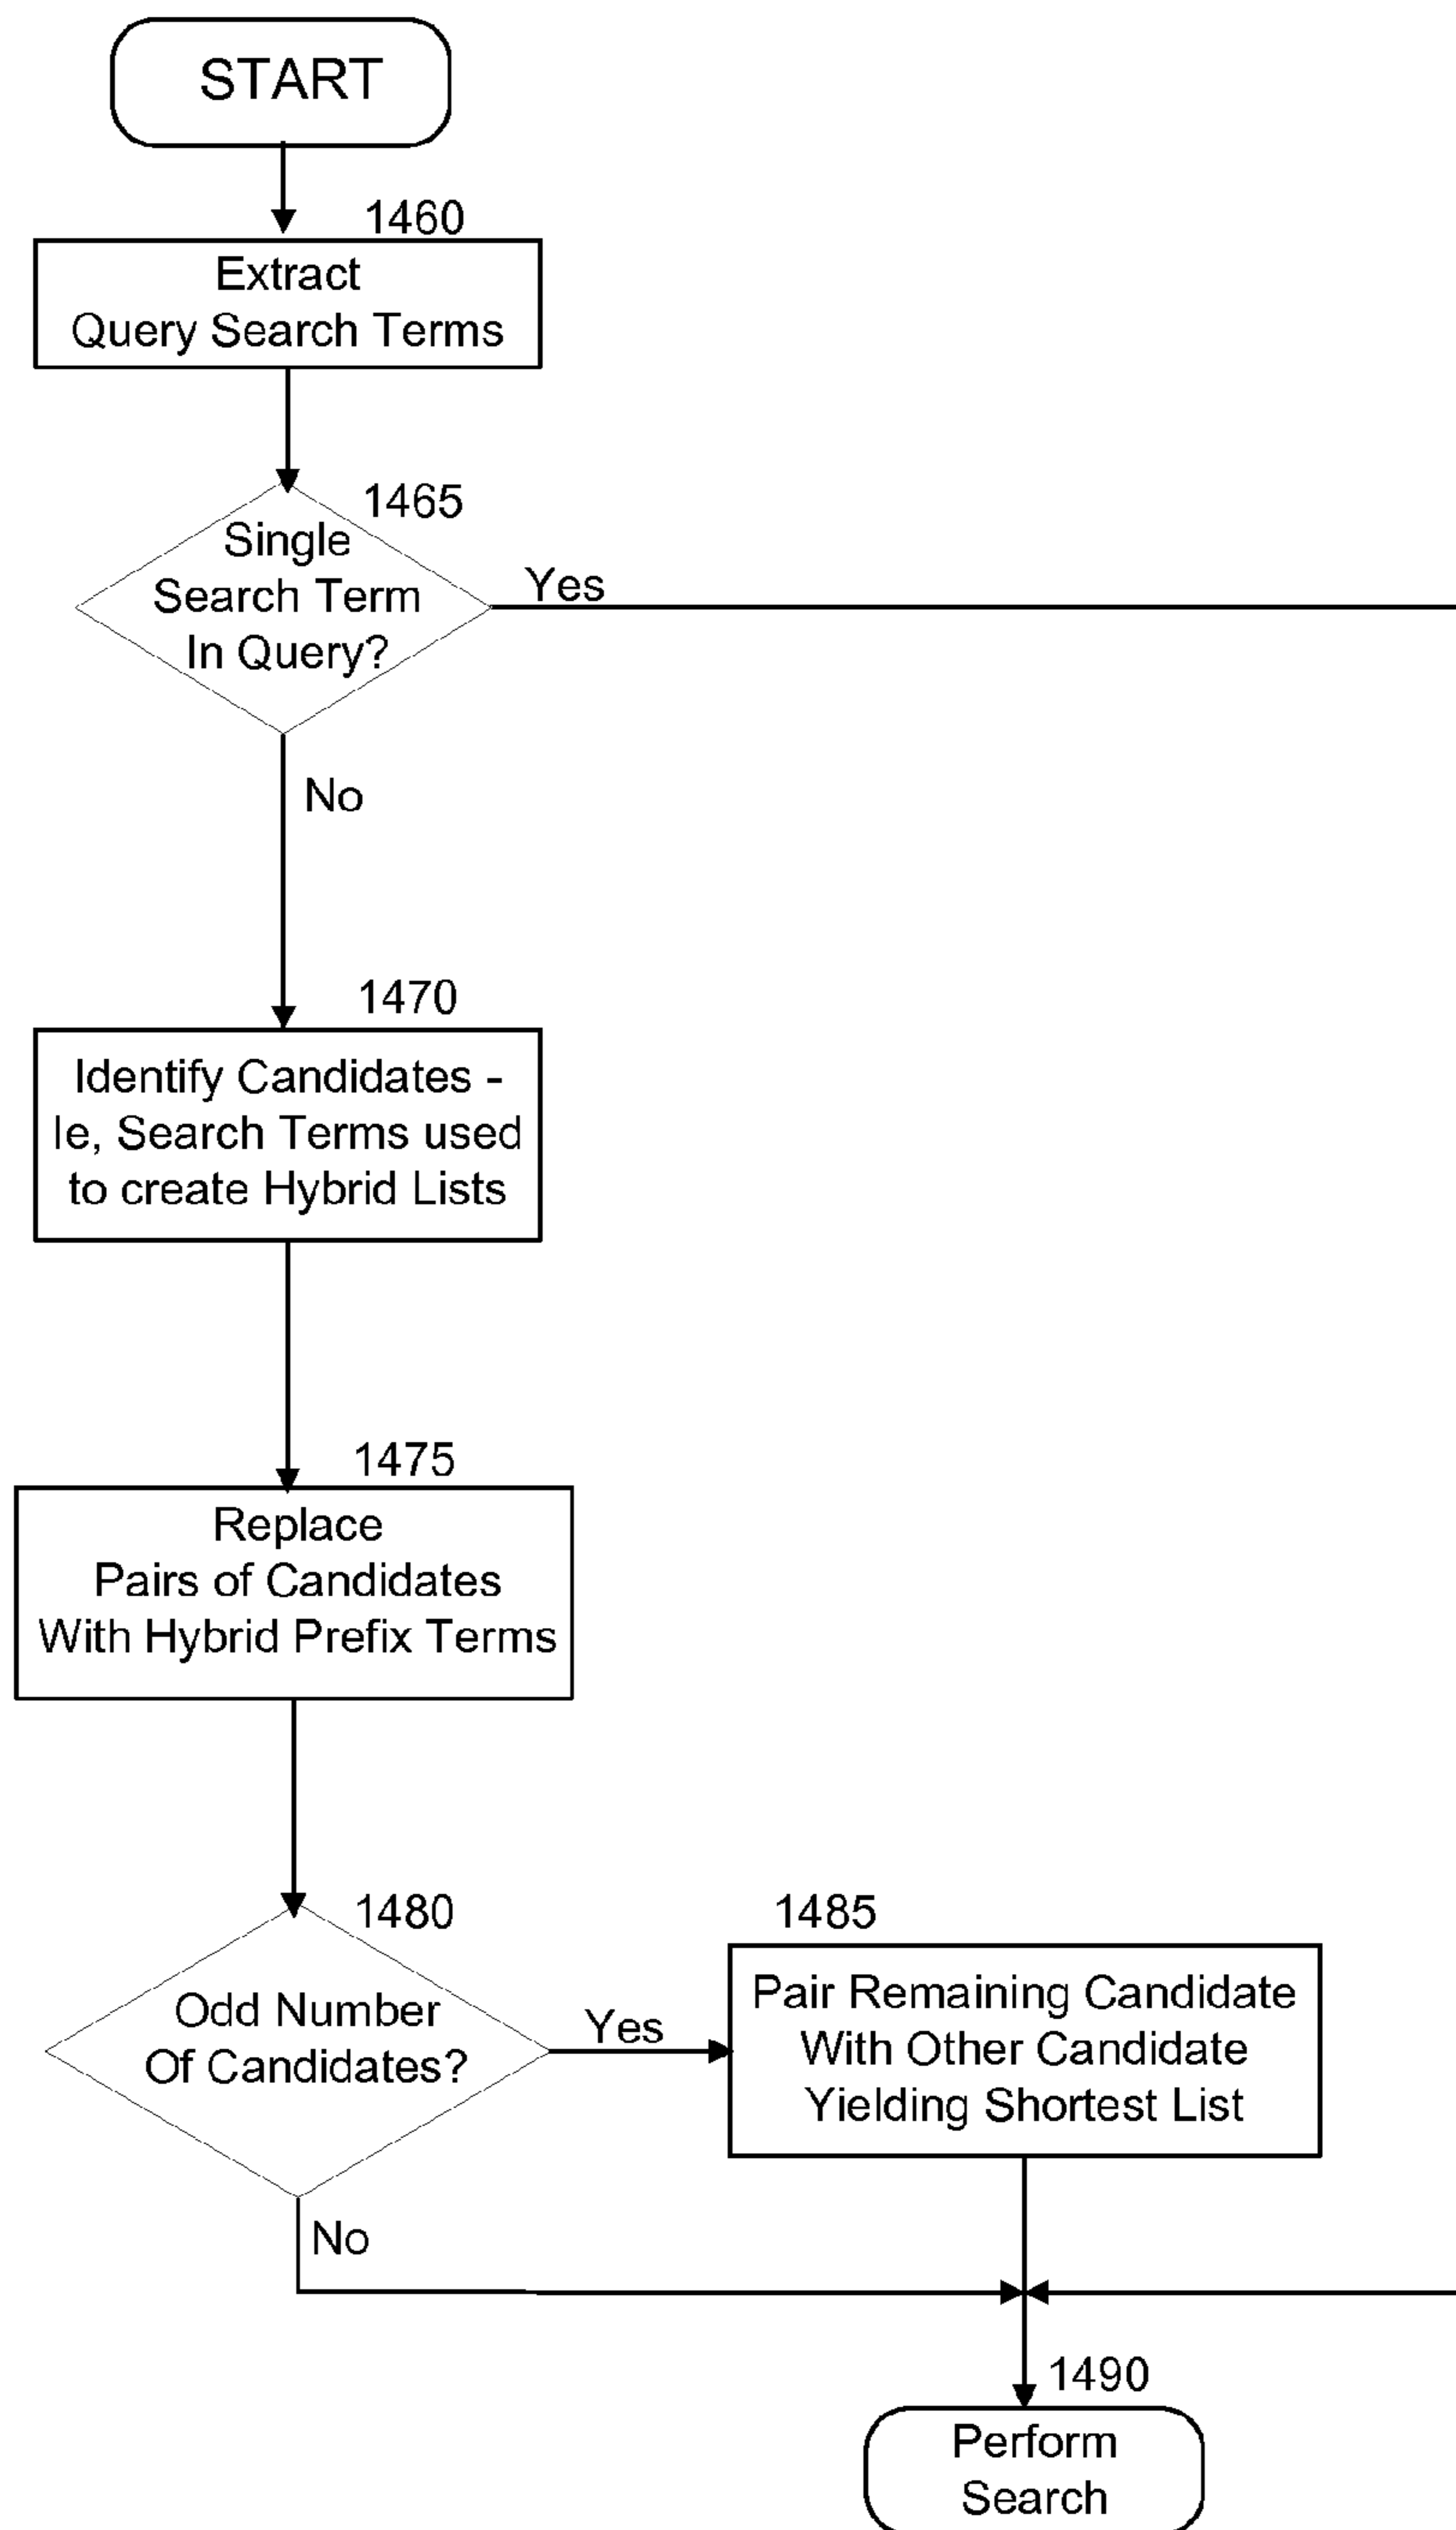 START
1460
Extract
Query Search Terms
1465
Single
Search Term
In Query?
Yes
No
1470
Identify Candidates -
Ie, Search Terms used
to create Hybrid Lists
1475
Replace
Pairs of Candidates
With Hybrid Prefix Terms
1480
Odd Number
Of Candidates?
Yes
No
1485
Pair Remaining Candidate
With Other Candidate
Yielding Shortest List
1490
Perform
Search